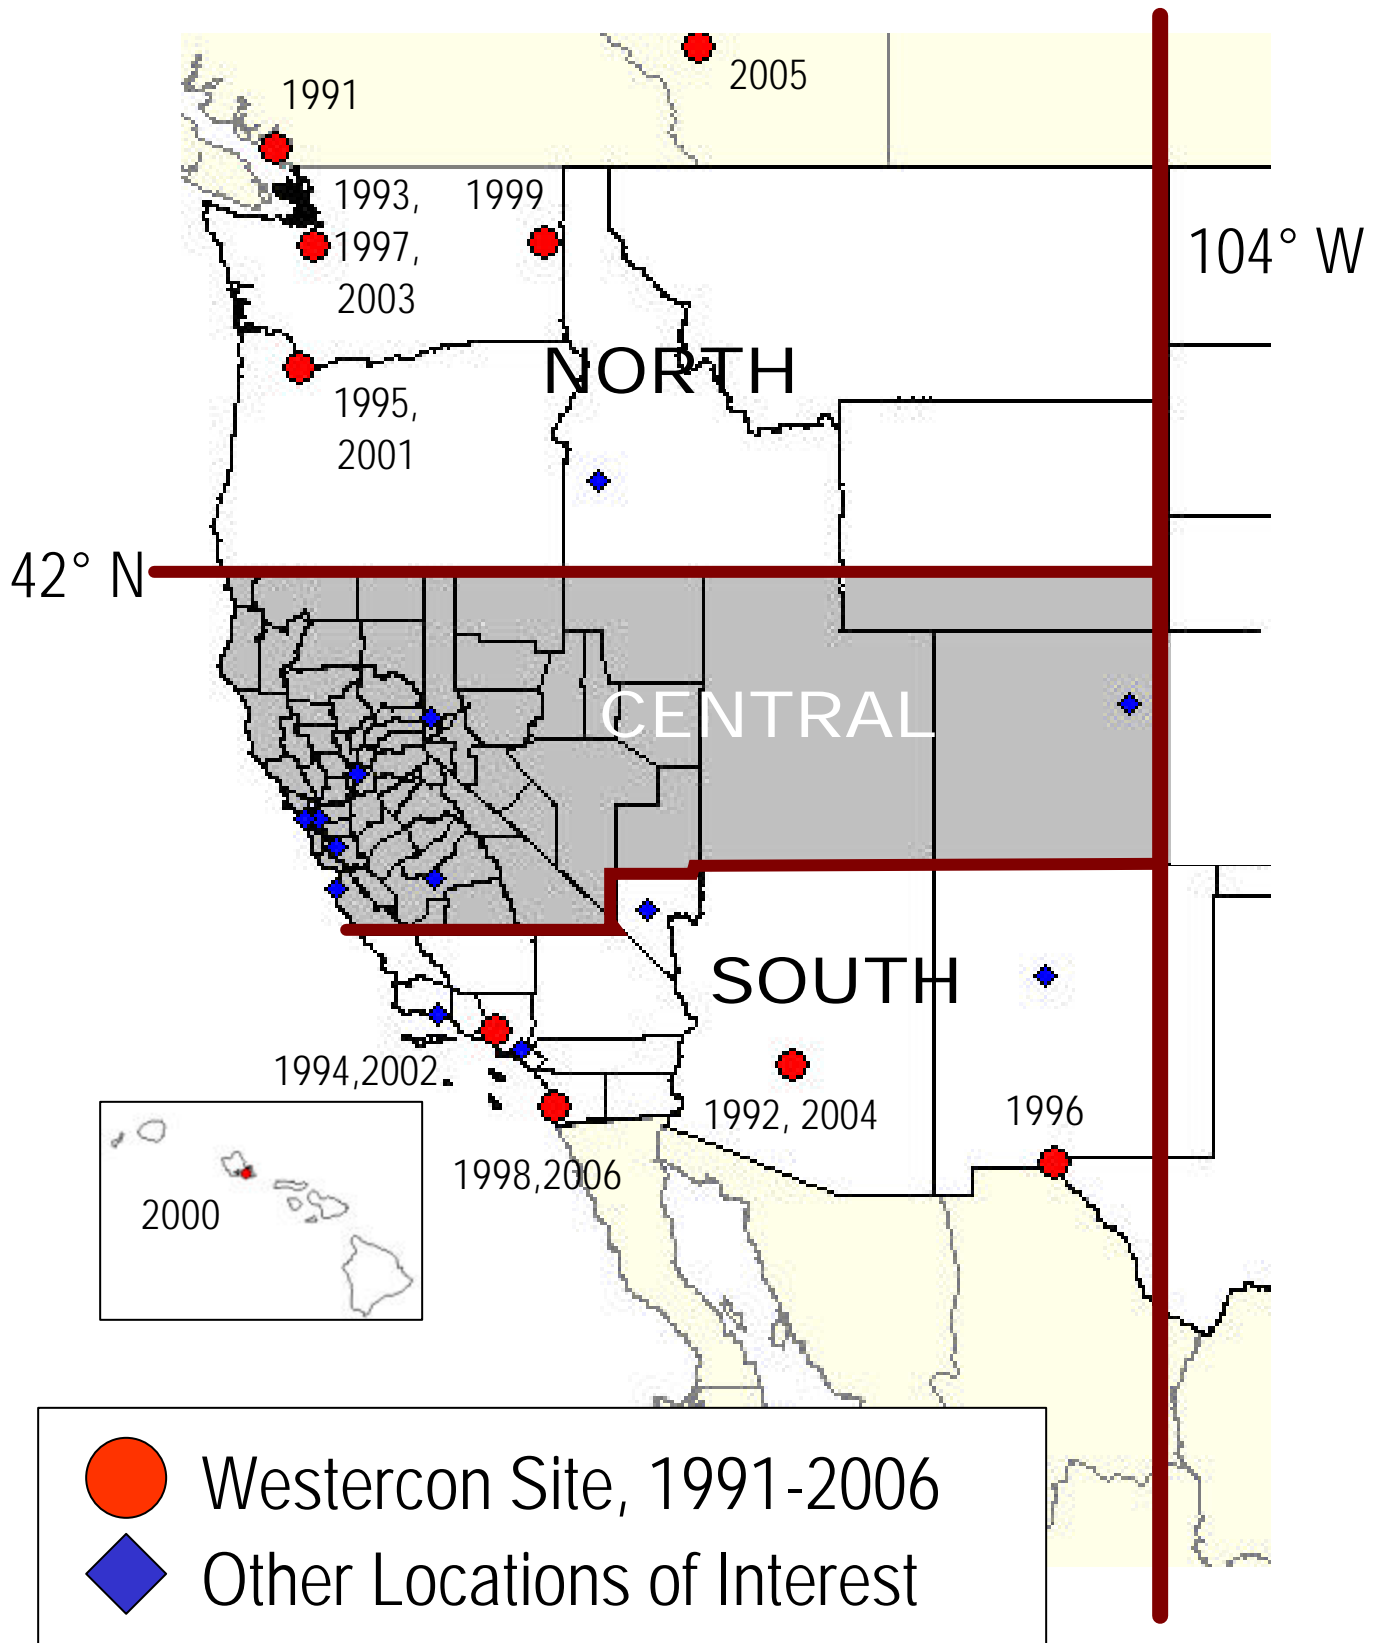 2005
1991
1993,
1997,
2003
1999
104° W
NORTH
1995,
2001
42° N
CENTRAL
SOUTH
1994,2002
1992, 2004
1996
1998,2006
2000
Westercon Site, 1991-2006
Other Locations of Interest